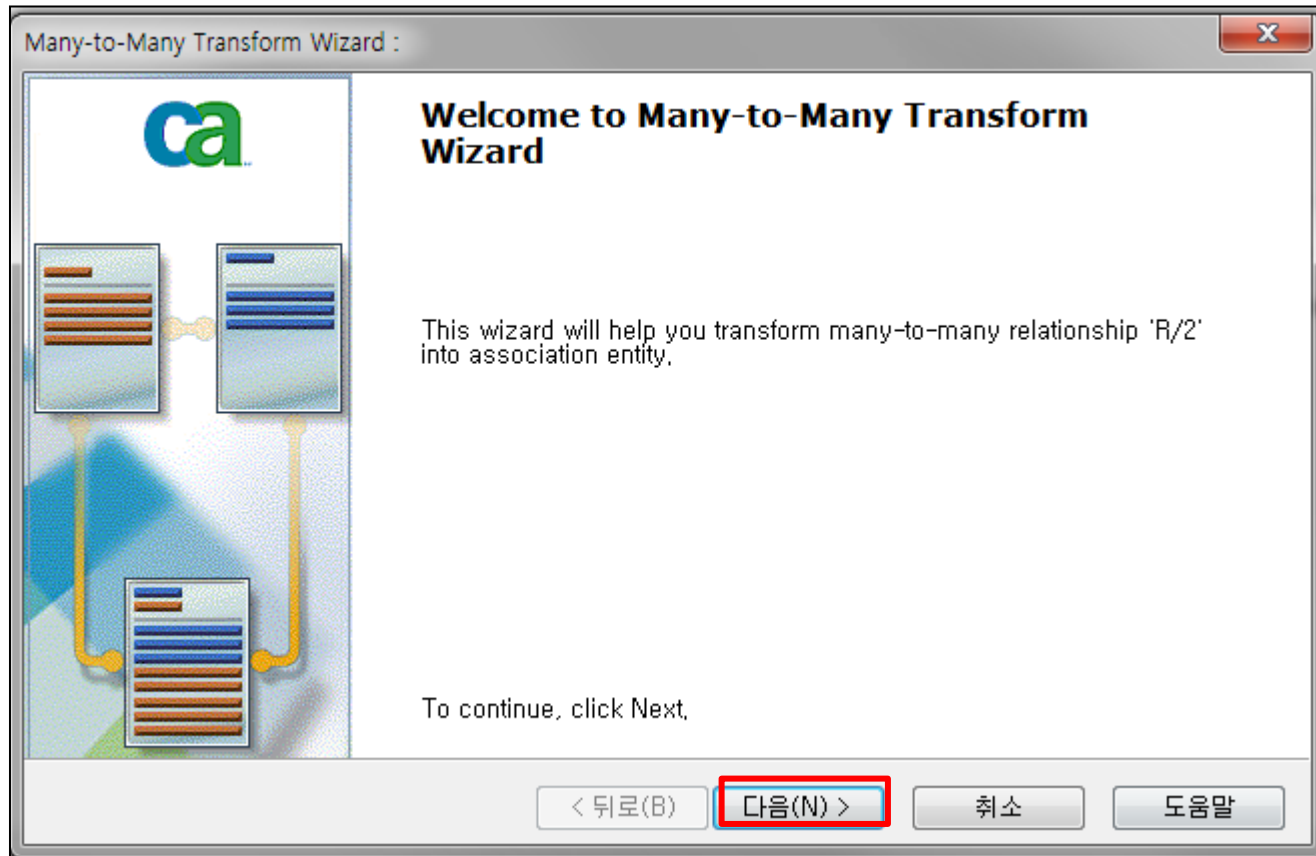 Many-to-Many Transform Wizard :
x
ca
Welcome to Many-to-Many Transform
Wizard
This wizard will help you transform many-to-many relationship 'R/2'
into association entity,
To continue, click Next,
< 뒤로(B) 다음(N) > 취소 도움말